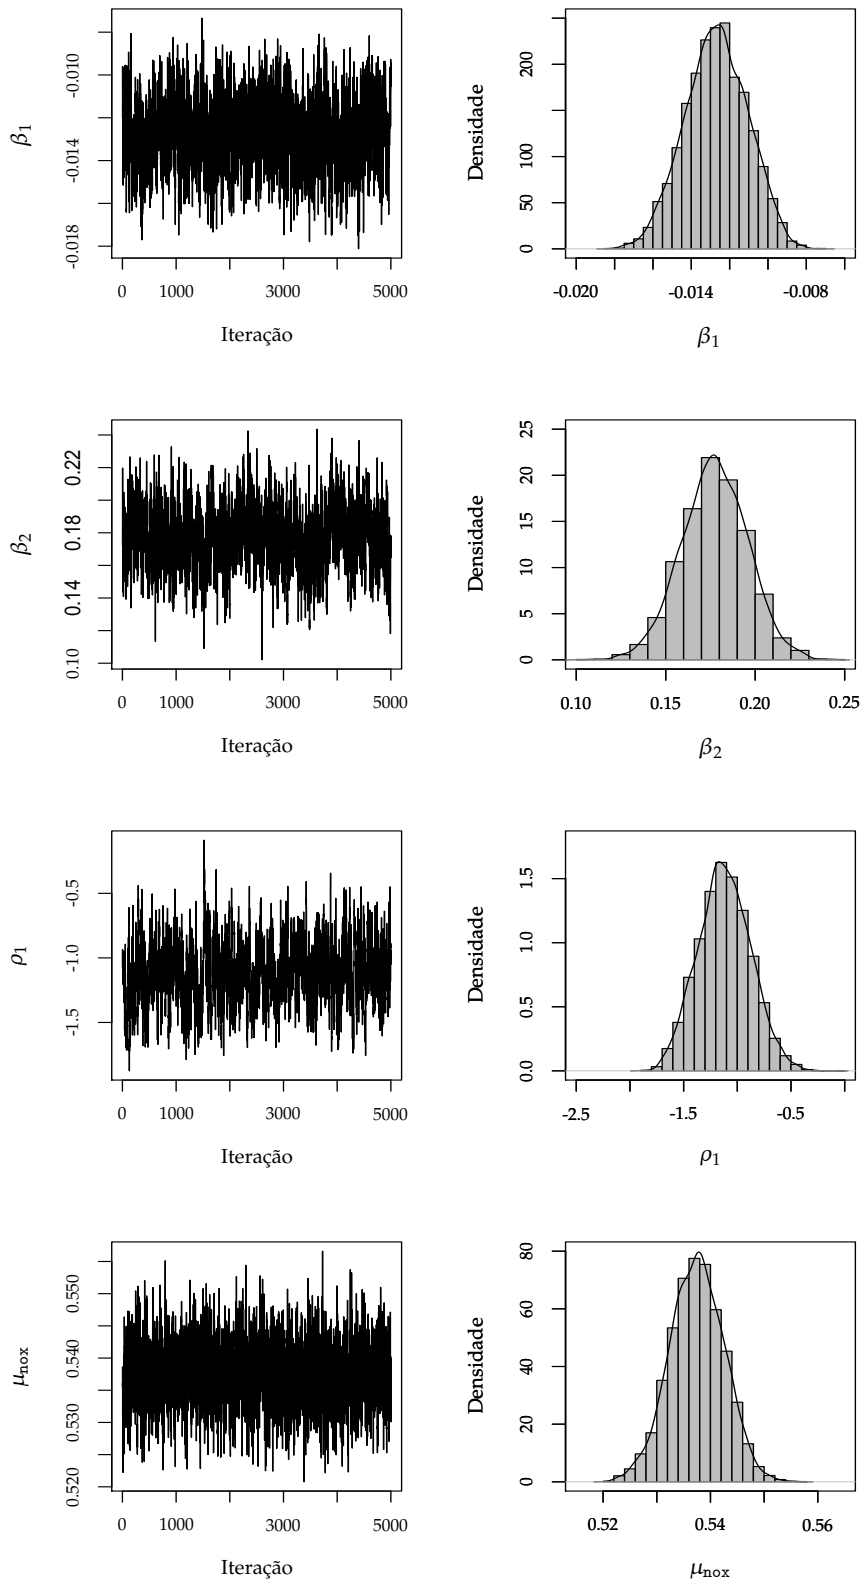 β1
-0.018 -0.014 -0.010
0 1000 3000 5000
Iteração
Densidade
0 50 100 200
-0.020 -0.014 -0.008
β1
β2
0.10 0.14 0.18 0.22
0 1000 3000 5000
Iteração
Densidade
0 5 10 15 20 25
0.10 0.15 0.20 0.25
β2
ρ1
-1.5 -1.0 -0.5
0 1000 3000 5000
Iteração
Densidade
0.0 0.5 1.0 1.5
-2.5 -1.5 -0.5
ρ1
μnox
0.520 0.530 0.540 0.550
0 1000 3000 5000
Iteração
Densidade
0 20 40 60 80
0.52 0.54 0.56
μnox